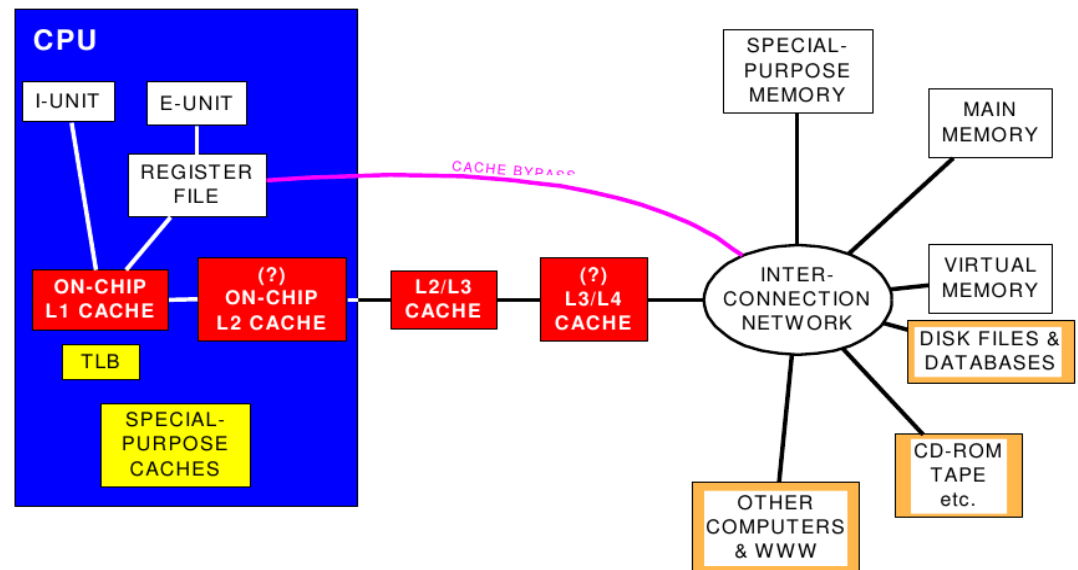 CPU
I-UNIT
E-UNIT
REGISTER
FILE
ON-CHIP
L1 CACHE
(?)
ON-CHIP
L2 CACHE
TLB
SPECIAL-
PURPOSE
CACHES
CACHE BYPASS
L2/L3
CACHE
(?)
L3/L4
CACHE
SPECIAL-
PURPOSE
MEMORY
MAIN
MEMORY
INTER-
CONNECTION
NETWORK
VIRTUAL
MEMORY
DISK FILES &
DATABASES
CD-ROM
TAPE
etc.
OTHER
COMPUTERS
& WWW